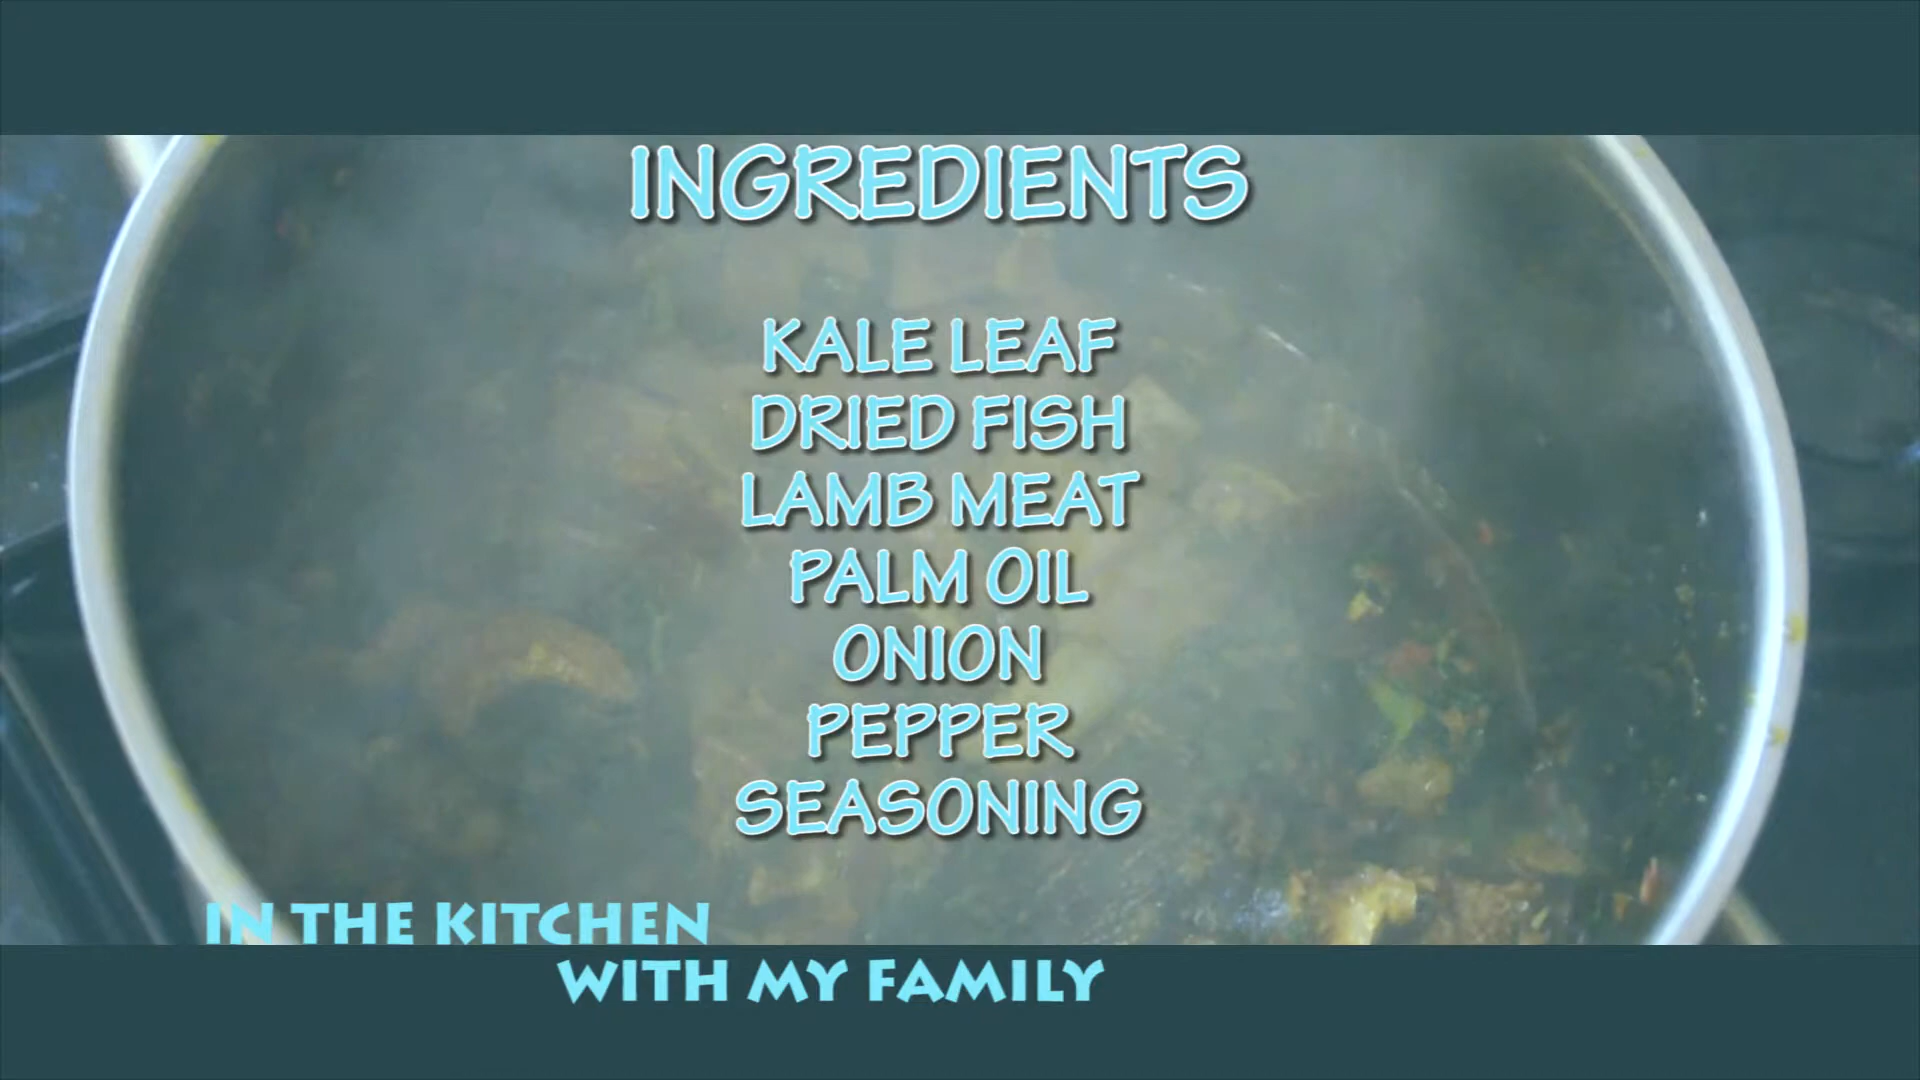 INGREDIENTS
KALE LEAF
DRIED FISH
LAMB MEAT
PALM OIL
ONION
PEPPER
SEASONING
IN THE KITCHEN
WITH MY FAMILY